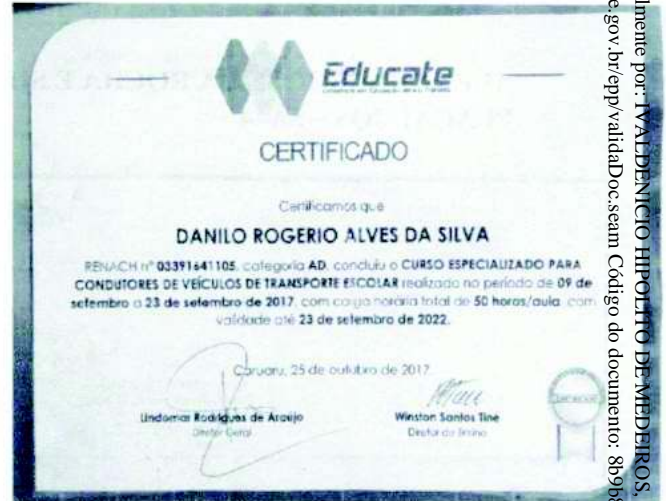 Educate
CERTIFICADO
Certificamos que
DANILO ROGERIO ALVES DA SILVA
RENACH nº 03391641105, categoria AD, concluiu o CURSO ESPECIALIZADO PARA
CONDUTORES DE VEÍCULOS DE TRANSPORTE ESCOLAR realizado no período de 09 de
setembro a 23 de setembro de 2017, com carga horária total de 50 horas/aula, com
validade até 23 de setembro de 2022.
Caruaru, 25 de outubro de 2017
Lindomar Rodrigues de Araújo
Diretor Geral
Winston Santos Tine
Diretor de Ensino
lmente por: IVALDENICIO HIPOLITO DE MEDEIROS,
e.gov.br/epp/validaDoc.seam Código do documento: 8b9b8